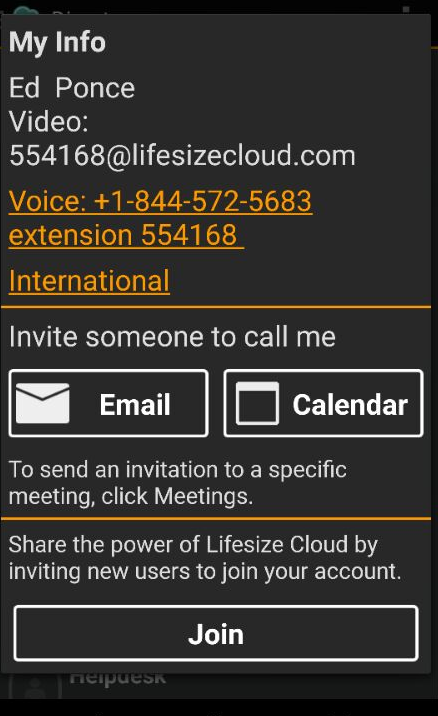 My Info
Ed Ponce
Video:
554168@lifesizecloud.com
Voice: +1-844-572-5683
extension 554168
International
Invite someone to call me
Email
Calendar
To send an invitation to a specific
meeting, click Meetings.
Share the power of Lifesize Cloud by
inviting new users to join your account.
Join
Helpdesk